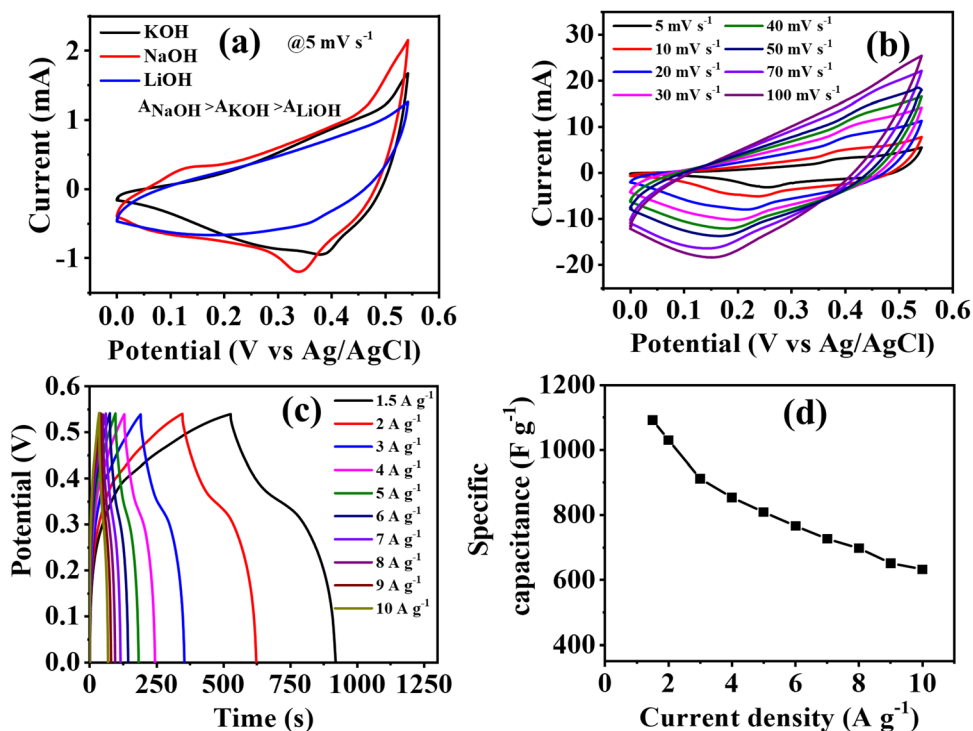 (a)
@5 mV s⁻¹
KOH
NaOH
LiOH
A_NaOH >A_KOH >A_LiOH
2
1
0
-1
0.0 0.1 0.2 0.3 0.4 0.5 0.6
Current (mA)
Potential (V vs Ag/AgCl)
(b)
5 mV s⁻¹
10 mV s⁻¹
20 mV s⁻¹
30 mV s⁻¹
40 mV s⁻¹
50 mV s⁻¹
70 mV s⁻¹
100 mV s⁻¹
30
20
10
0
-10
-20
0.0 0.1 0.2 0.3 0.4 0.5 0.6
Current (mA)
Potential (V vs Ag/AgCl)
(c)
1.5 A g⁻¹
2 A g⁻¹
3 A g⁻¹
4 A g⁻¹
5 A g⁻¹
6 A g⁻¹
7 A g⁻¹
8 A g⁻¹
9 A g⁻¹
10 A g⁻¹
0.6
0.5
0.4
0.3
0.2
0.1
0.0
0 250 500 750 1000 1250
Potential (V)
Time (s)
(d)
1200
1000
800
600
400
0 2 4 6 8 10
Specific
capacitance (F g⁻¹)
Current density (A g⁻¹)